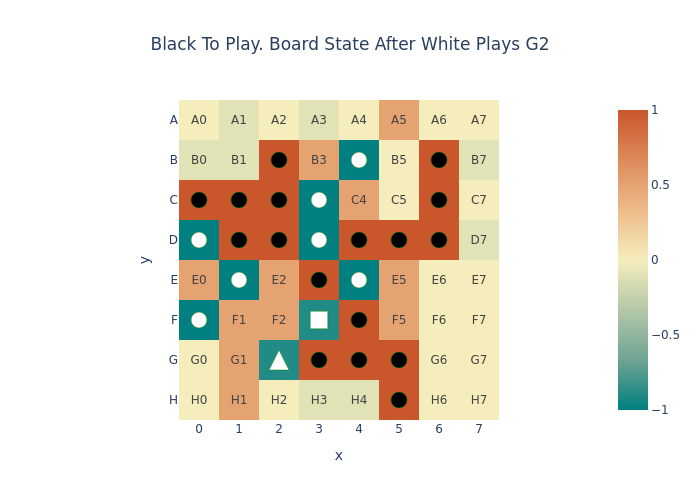 Black To Play. Board State After White Plays G2
A A0 A1 A2 A3 A4 A5 A6 A7
B B0 B1 B3 B5 B7
C C4 C5 C7
D D7
E E0 E2 E5 E6 E7
F F1 F2 F5 F6 F7
G G0 G1 G6 G7
H H0 H1 H2 H3 H4 H6 H7
0 1 2 3 4 5 6 7
x
y
1
0.5
0
−0.5
−1